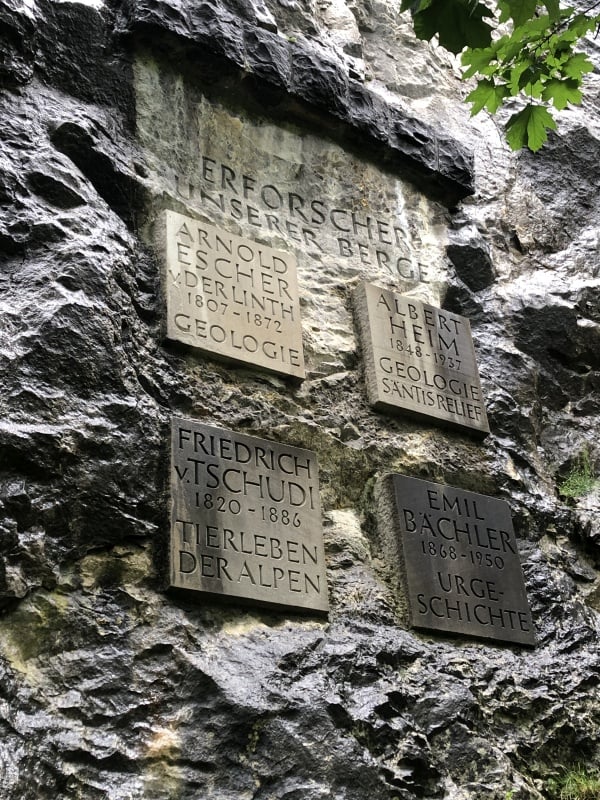 ERFORSCHER
UNSERER BERGE
ARNOLD
ESCHER
v. DER LINTH
1807-1872
GEOLOGIE
ALBERT
HEIM
1848-1937
GEOLOGIE
SÄNTISRELIEF
FRIEDRICH
v. TSCHUDI
1820-1886
TIERLEBEN
DER ALPEN
EMIL
BÄCHLER
1868-1950
URGE-
SCHICHTE